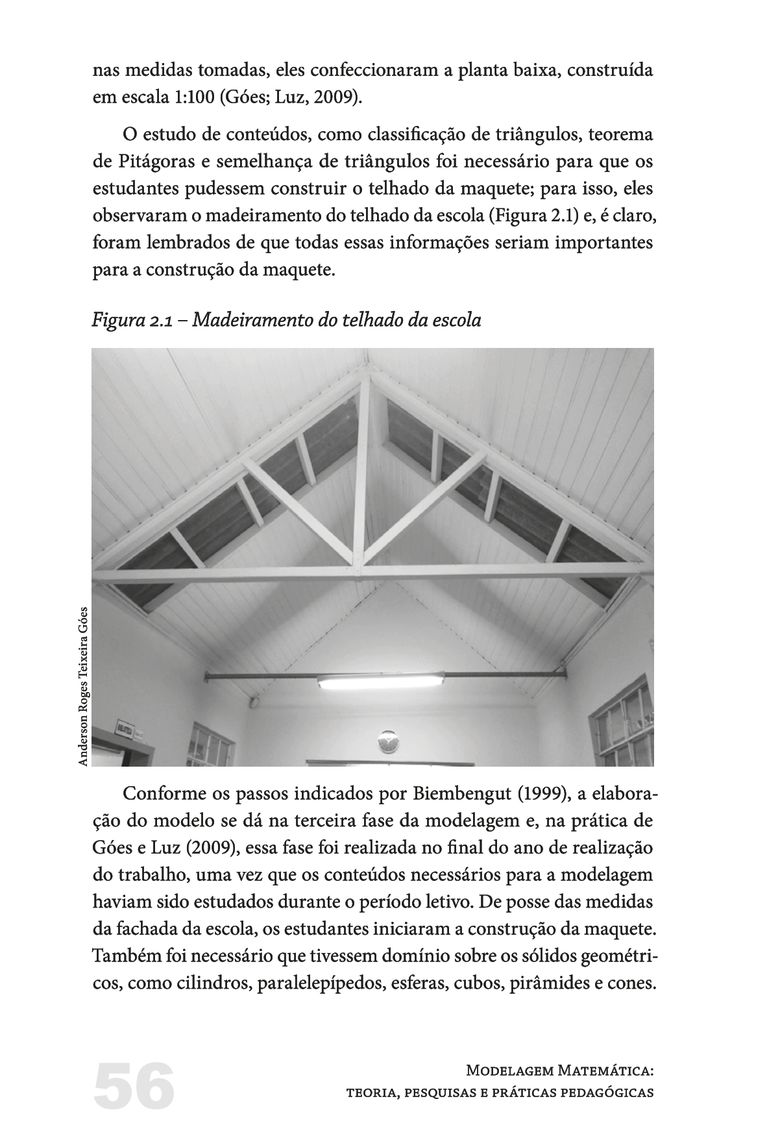 nas medidas tomadas, eles confeccionaram a planta baixa, construída
em escala 1:100 (Góes; Luz, 2009).
O estudo de conteúdos, como classificação de triângulos, teorema
de Pitágoras e semelhança de triângulos foi necessário para que os
estudantes pudessem construir o telhado da maquete; para isso, eles
observaram o madeiramento do telhado da escola (Figura 2.1) e, é claro,
foram lembrados de que todas essas informações seriam importantes
para a construção da maquete.
Figura 2.1 – Madeiramento do telhado da escola
Anderson Roges Teixeira Góes
Conforme os passos indicados por Biembengut (1999), a elabora-
ção do modelo se dá na terceira fase da modelagem e, na prática de
Góes e Luz (2009), essa fase foi realizada no final do ano de realização
do trabalho, uma vez que os conteúdos necessários para a modelagem
haviam sido estudados durante o período letivo. De posse das medidas
da fachada da escola, os estudantes iniciaram a construção da maquete.
Também foi necessário que tivessem domínio sobre os sólidos geométri-
cos, como cilindros, paralelepípedos, esferas, cubos, pirâmides e cones.
56
Modelagem Matemática:
teoria, pesquisas e práticas pedagógicas